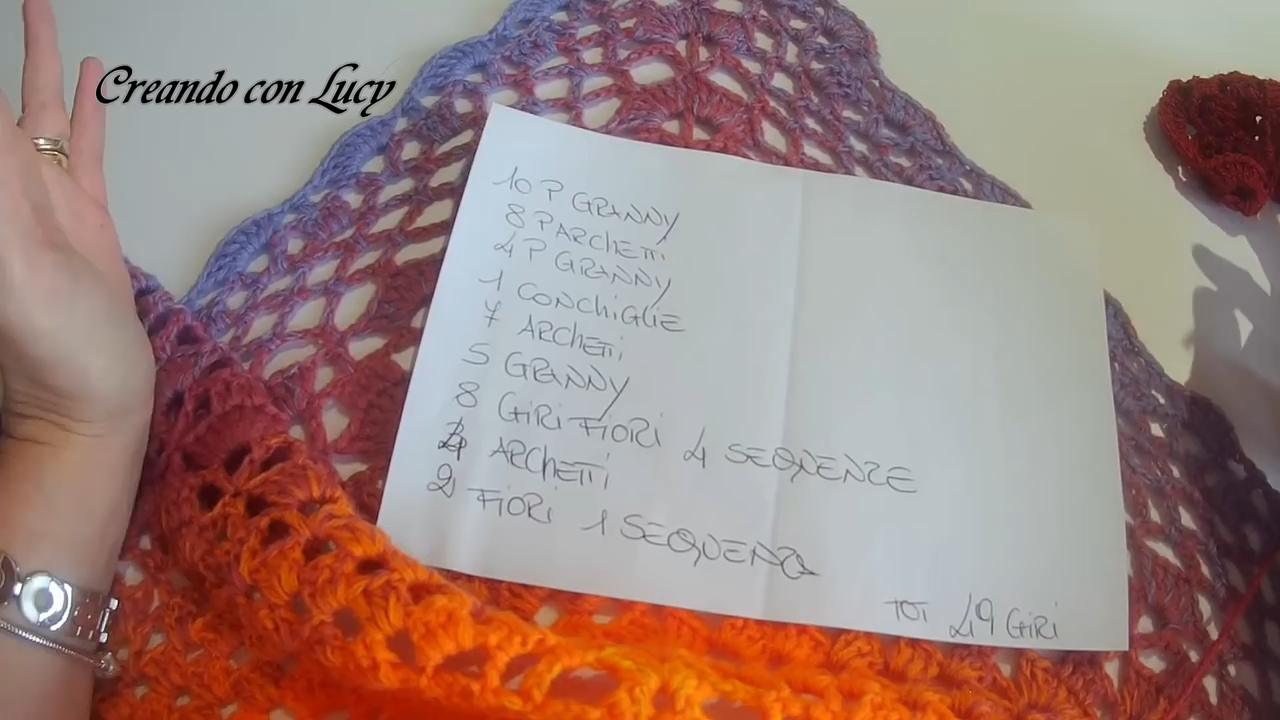 Creando con Lucy
10 P GRANNY
8 P ARCHETTI
4 P GRANNY
1 CONCHIGLIE
7 ARCHETTI
5 GRANNY
8 GIRI FIORI 4 SEQUENZE
4 ARCHETTI
2 FIORI 1 SEQUENZA
TOT 49 GIRI